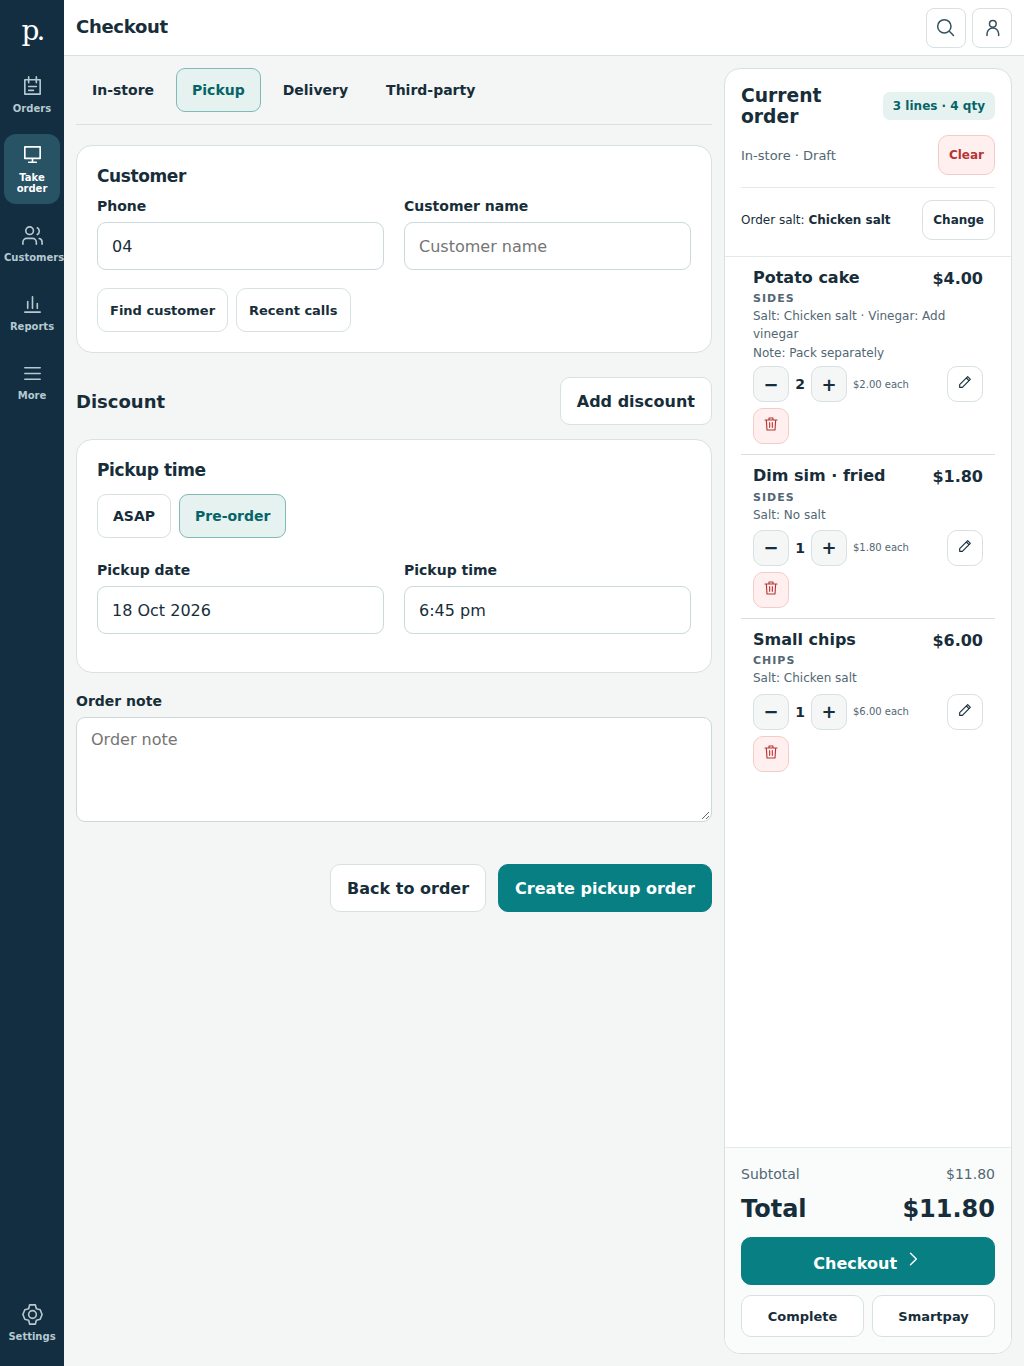 p.
Orders
Take
order
Customers
Reports
More
Settings
Checkout
In-store
Pickup
Delivery
Third-party
Customer
Phone
Customer name
04
Customer name
Find customer
Recent calls
Discount
Add discount
Pickup time
ASAP
Pre-order
Pickup date
Pickup time
18 Oct 2026
6:45 pm
Order note
Order note
Back to order
Create pickup order
Current
order
3 lines · 4 qty
In-store · Draft
Clear
Order salt: Chicken salt
Change
Potato cake
$4.00
SIDES
Salt: Chicken salt · Vinegar: Add
vinegar
Note: Pack separately
− 2 + $2.00 each
Dim sim · fried
$1.80
SIDES
Salt: No salt
− 1 + $1.80 each
Small chips
$6.00
CHIPS
Salt: Chicken salt
− 1 + $6.00 each
Subtotal
$11.80
Total
$11.80
Checkout
Complete
Smartpay